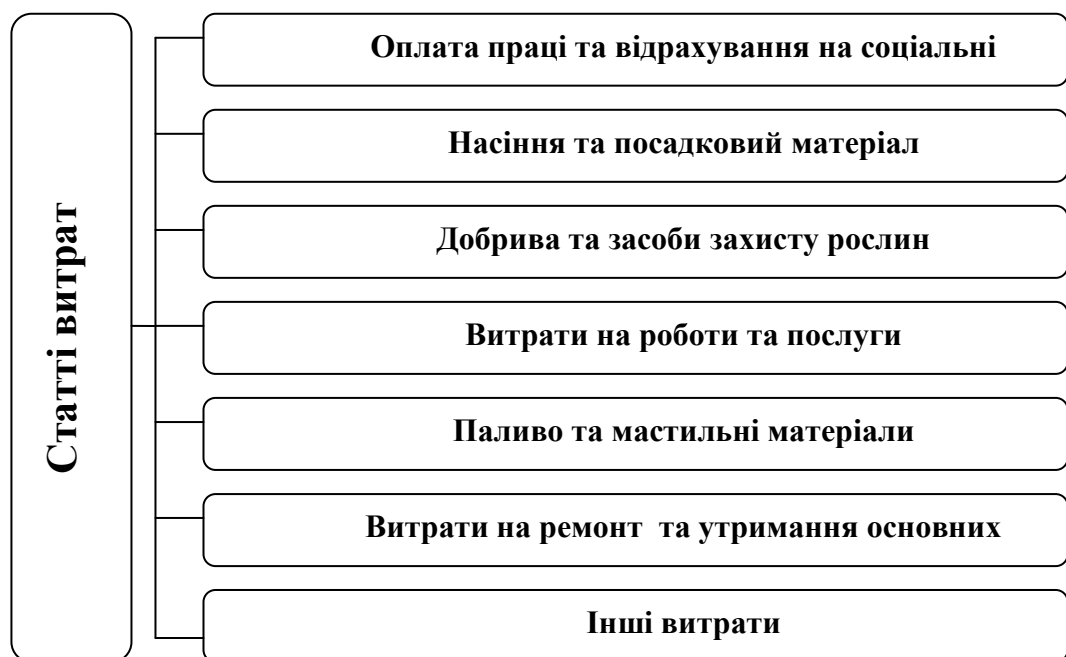 Статті витрат
Оплата праці та відрахування на соціальні
Насіння та посадковий матеріал
Добрива та засоби захисту рослин
Витрати на роботи та послуги
Паливо та мастильні матеріали
Витрати на ремонт та утримання основних
Інші витрати